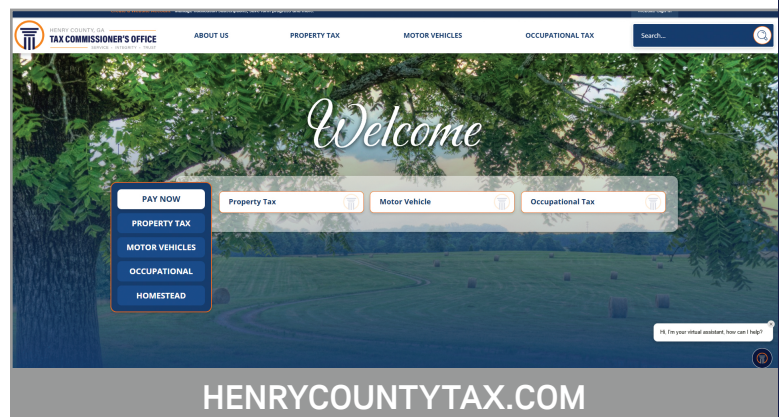 HENRY COUNTY, GA
TAX COMMISSIONER'S OFFICE
SERVICE · INTEGRITY · TRUST
ABOUT US
PROPERTY TAX
MOTOR VEHICLES
OCCUPATIONAL TAX
Search...
Welcome
PAY NOW
Property Tax
Motor Vehicle
Occupational Tax
PROPERTY TAX
MOTOR VEHICLES
OCCUPATIONAL
HOMESTEAD
Hi, I'm your virtual assistant, how can I help?
HENRYCOUNTYTAX.COM